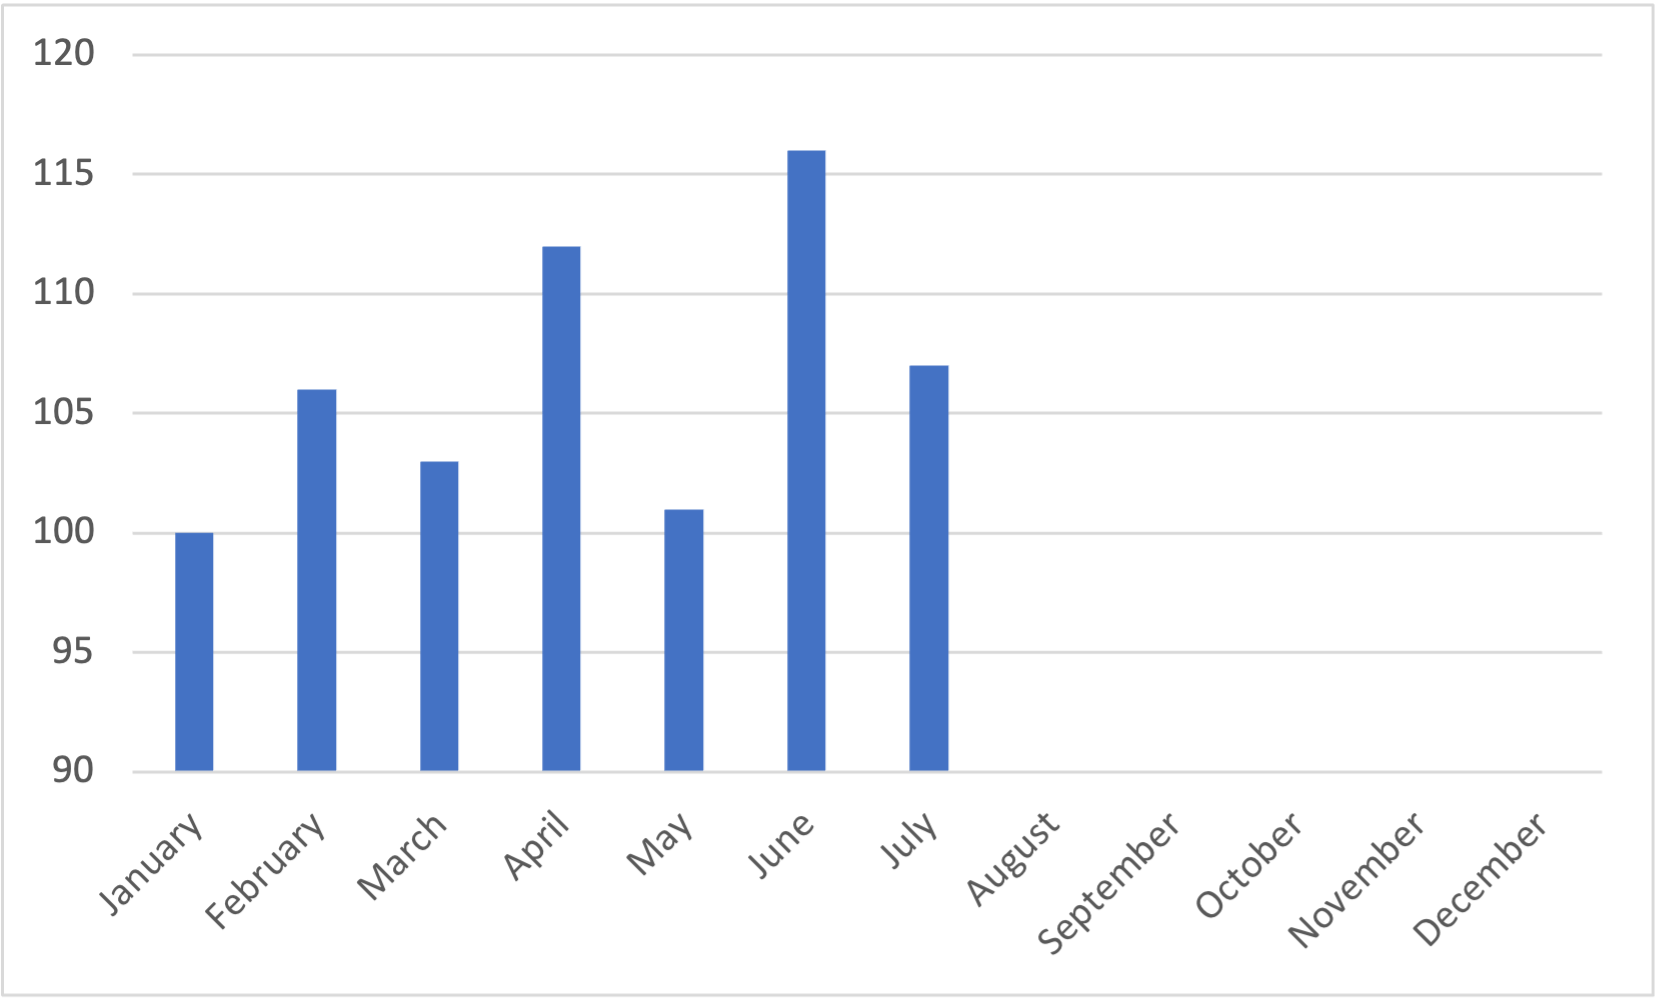 120
115
110
105
100
95
90
January
February
March
April
May
June
July
August
September
October
November
December